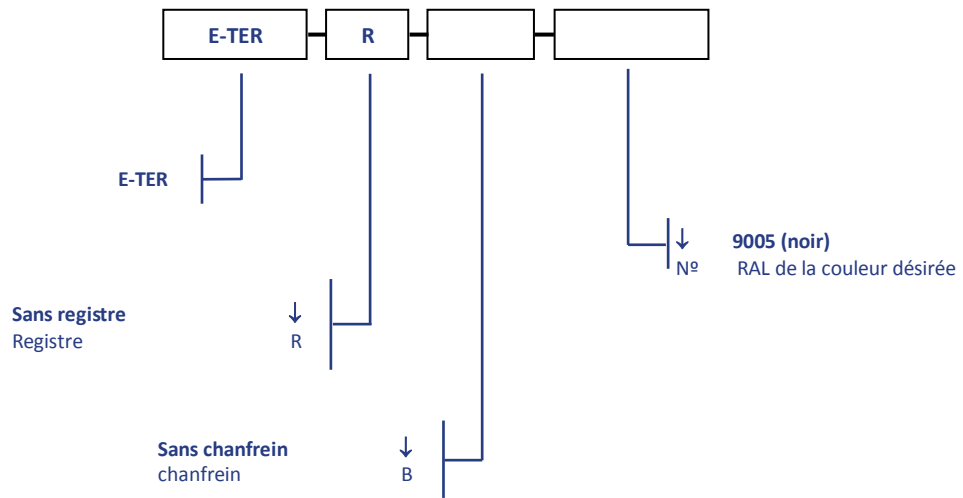 E-TER R
E-TER
↓ 9005 (noir)
Nº RAL de la couleur désirée
Sans registre ↓
Registre R
Sans chanfrein ↓
chanfrein B